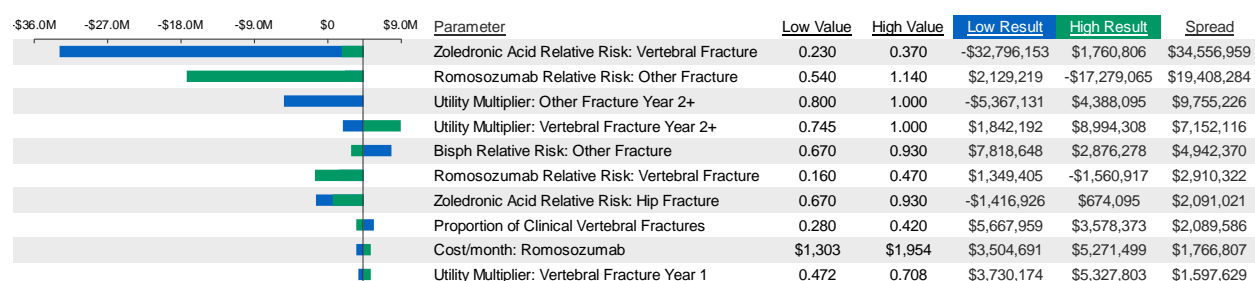 -$36.0M -$27.0M -$18.0M -$9.0M $0 $9.0M Parameter Low Value High Value Low Result High Result Spread
Zoledronic Acid Relative Risk: Vertebral Fracture 0.230 0.370 -$32,796,153 $1,760,806 $34,556,959
Romosozumab Relative Risk: Other Fracture 0.540 1.140 $2,129,219 -$17,279,065 $19,408,284
Utility Multiplier: Other Fracture Year 2+ 0.800 1.000 -$5,367,131 $4,388,095 $9,755,226
Utility Multiplier: Vertebral Fracture Year 2+ 0.745 1.000 $1,842,192 $8,994,308 $7,152,116
Bisph Relative Risk: Other Fracture 0.670 0.930 $7,818,648 $2,876,278 $4,942,370
Romosozumab Relative Risk: Vertebral Fracture 0.160 0.470 $1,349,405 -$1,560,917 $2,910,322
Zoledronic Acid Relative Risk: Hip Fracture 0.670 0.930 -$1,416,926 $674,095 $2,091,021
Proportion of Clinical Vertebral Fractures 0.280 0.420 $5,667,959 $3,578,373 $2,089,586
Cost/month: Romosozumab $1,303 $1,954 $3,504,691 $5,271,499 $1,766,807
Utility Multiplier: Vertebral Fracture Year 1 0.472 0.708 $3,730,174 $5,327,803 $1,597,629